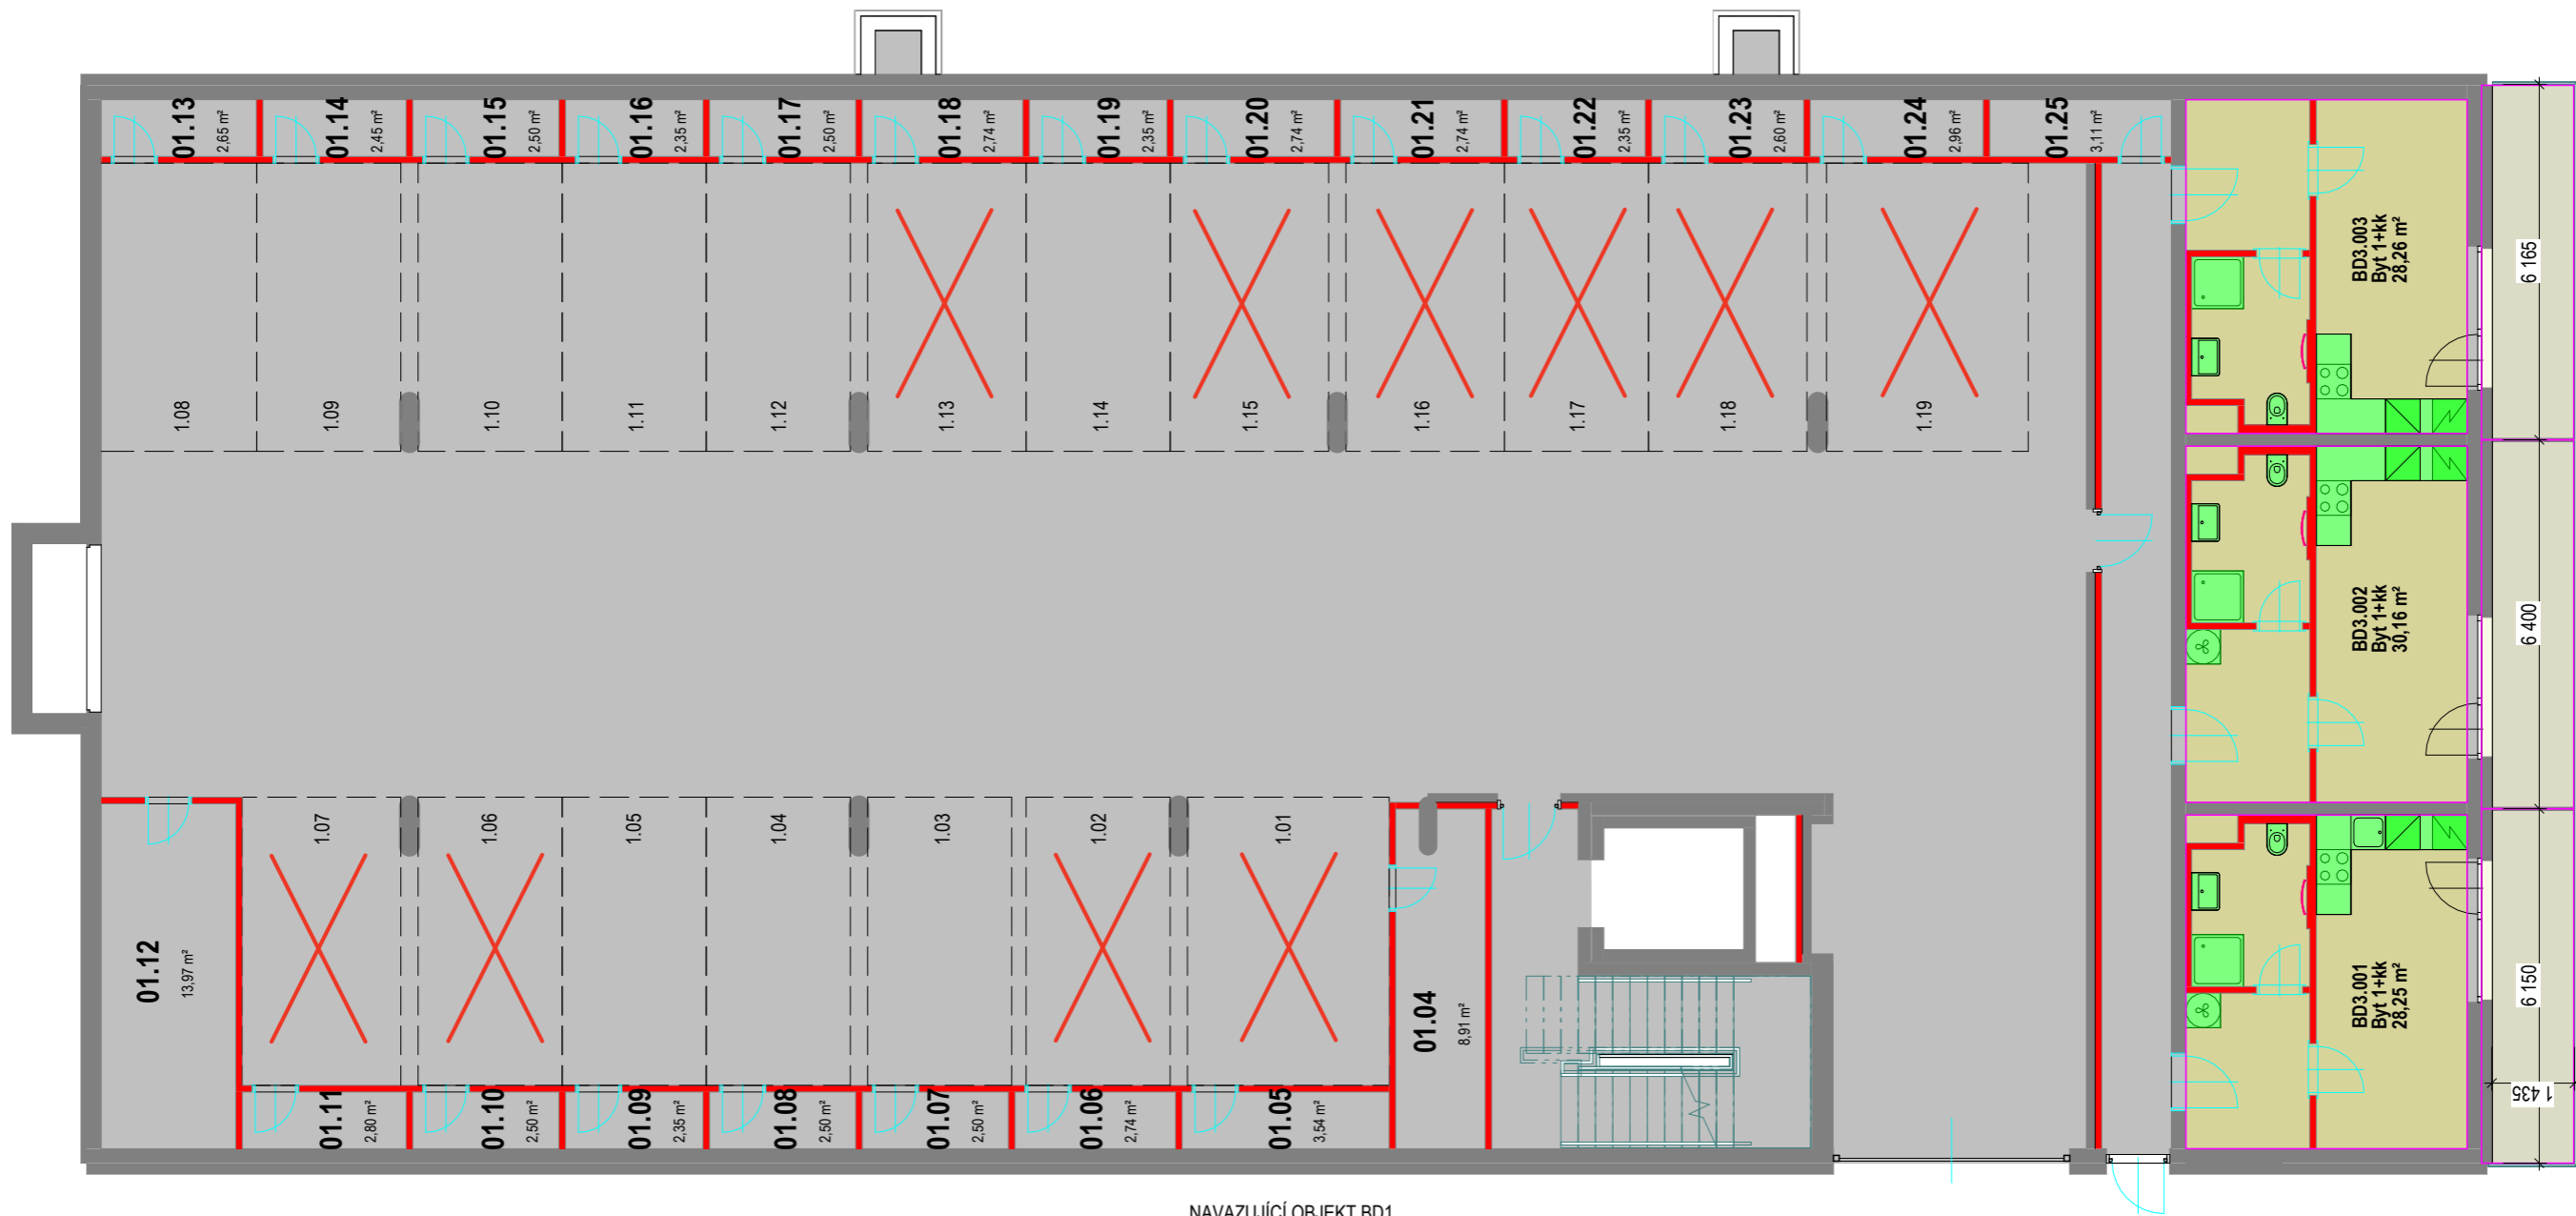 01.13
2,65 m²
01.14
2,45 m²
01.15
2,50 m²
01.16
2,35 m²
01.17
2,50 m²
01.18
2,74 m²
01.19
2,35 m²
01.20
2,74 m²
01.21
2,74 m²
01.22
2,35 m²
01.23
2,60 m²
01.24
2,96 m²
01.25
3,11 m²
1.08
1.09
1.10
1.11
1.12
1.13
1.14
1.15
1.16
1.17
1.18
1.19
BD3.003
Byt 1+kk
28,26 m²
6 165
BD3.002
Byt 1+kk
30,16 m²
6 400
1.07
1.06
1.05
1.04
1.03
1.02
1.01
01.12
13,97 m²
01.04
8,91 m²
BD3.001
Byt 1+kk
28,25 m²
6 150
1 435
01.11
2,80 m²
01.10
2,50 m²
01.09
2,35 m²
01.08
2,50 m²
01.07
2,50 m²
01.06
2,74 m²
01.05
3,54 m²
NAVAZUJÍCÍ OBJEKT BD1